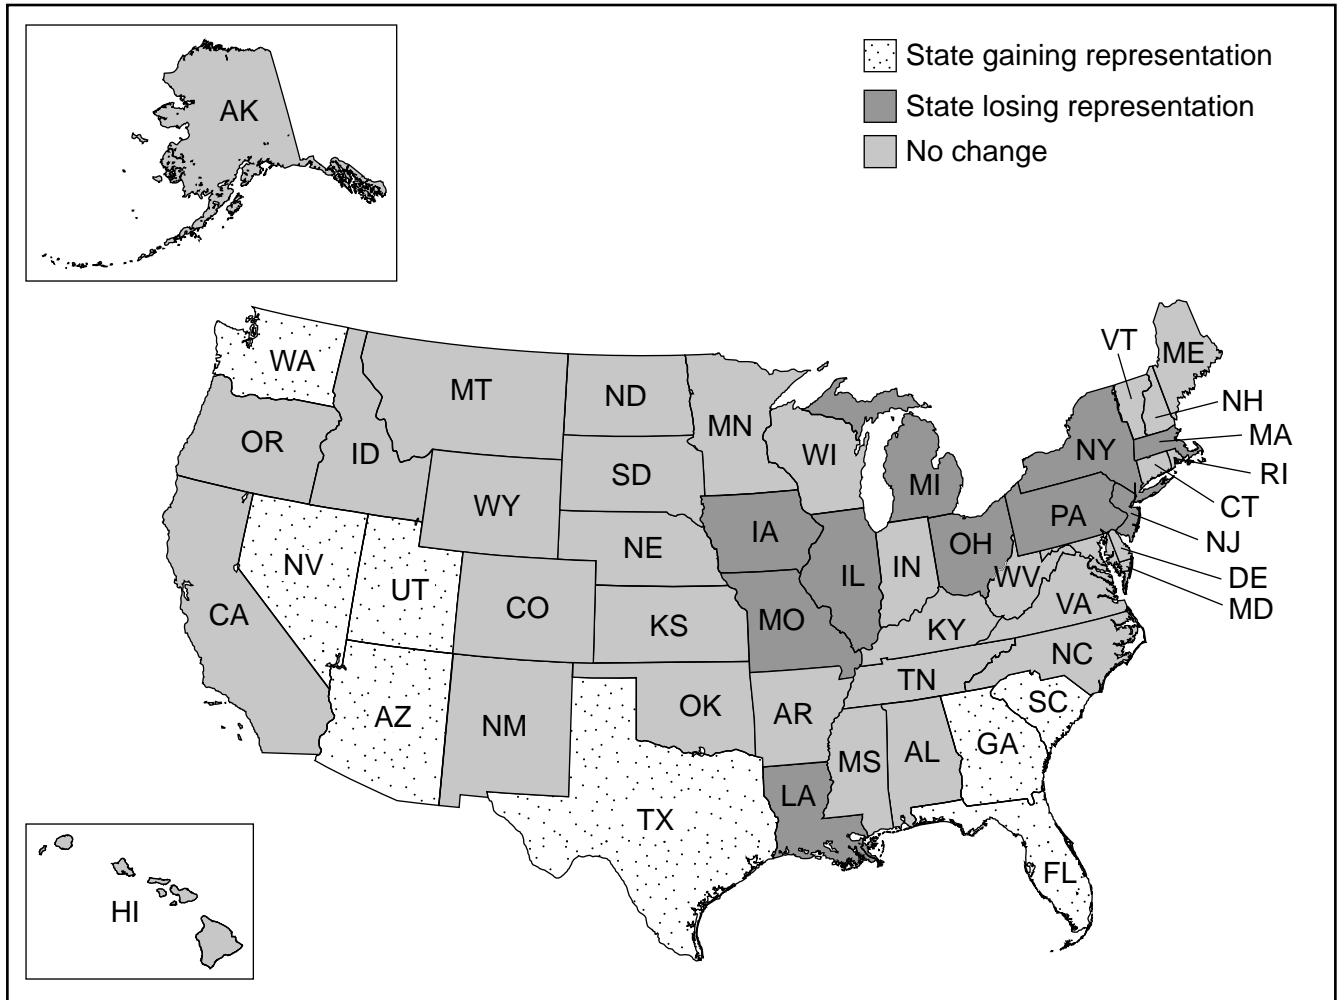 State gaining representation
State losing representation
No change
AK
VT
ME
WA
MT
ND
MN
NH
MA
OR
ID
SD
WI
MI
NY
RI
WY
CT
IA
PA
NJ
NE
OH
NV
UT
IL
IN
WV
DE
MD
CO
CA
KS
MO
KY
VA
NC
TN
AZ
NM
OK
AR
SC
GA
MS
AL
LA
TX
FL
HI